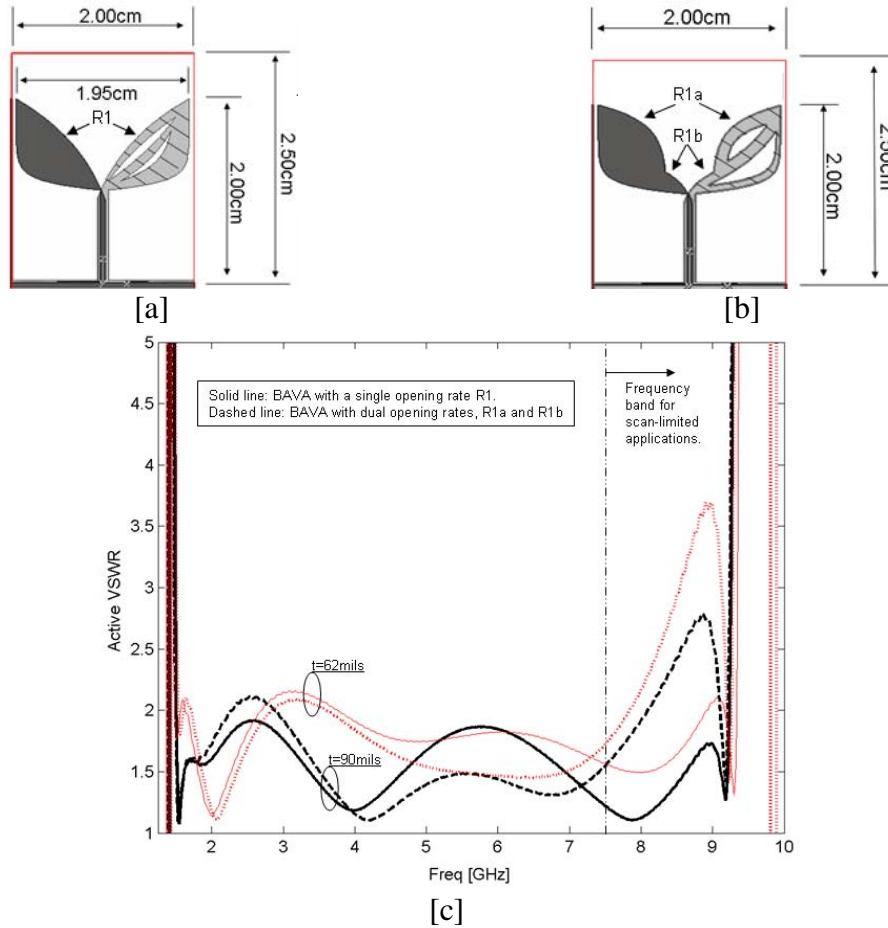 2.00cm
1.95cm
R1
2.00cm
2.50cm
[a]
2.00cm
R1a
R1b
2.00cm
2.50cm
[b]
Solid line: BAVA with a single opening rate R1.
Dashed line: BAVA with dual opening rates, R1a and R1b
Frequency
band for
scan-limited
applications.
t=62mils
t=90mils
Active VSWR
5
4.5
4
3.5
3
2.5
2
1.5
1
2 3 4 5 6 7 8 9 10
Freq [GHz]
[c]